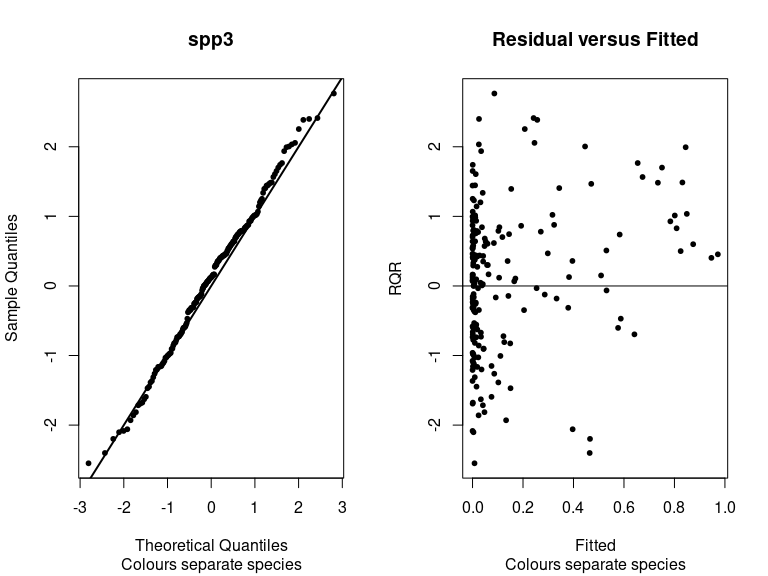 spp3
Sample Quantiles
2
1
0
-1
-2
-3 -2 -1 0 1 2 3
Theoretical Quantiles
Colours separate species
Residual versus Fitted
RQR
2
1
0
-1
-2
0.0 0.2 0.4 0.6 0.8 1.0
Fitted
Colours separate species